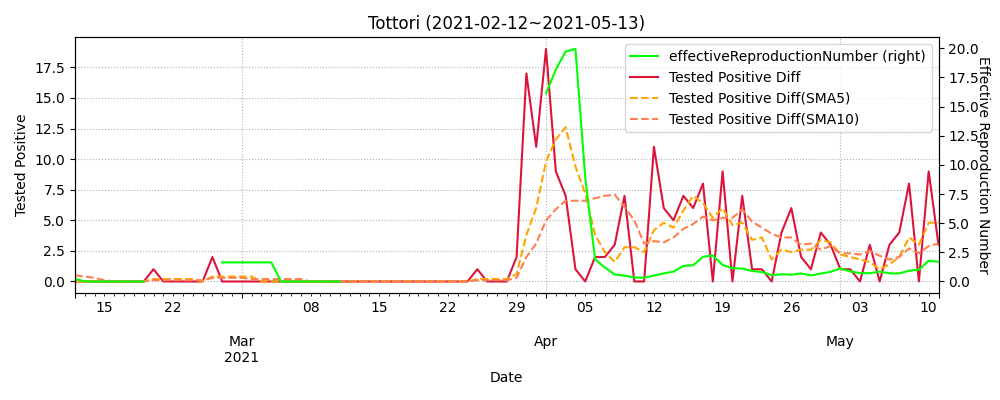 Tottori (2021-02-12~2021-05-13)
effectiveReproductionNumber (right)
Tested Positive Diff
Tested Positive Diff(SMA5)
Tested Positive Diff(SMA10)
Tested Positive
17.5
15.0
12.5
10.0
7.5
5.0
2.5
0.0
20.0
17.5
15.0
12.5
10.0
7.5
5.0
2.5
0.0
Effective Reproduction Number
15 22 08 15 22 29 05 12 19 26 03 10
Mar Apr May
2021
Date